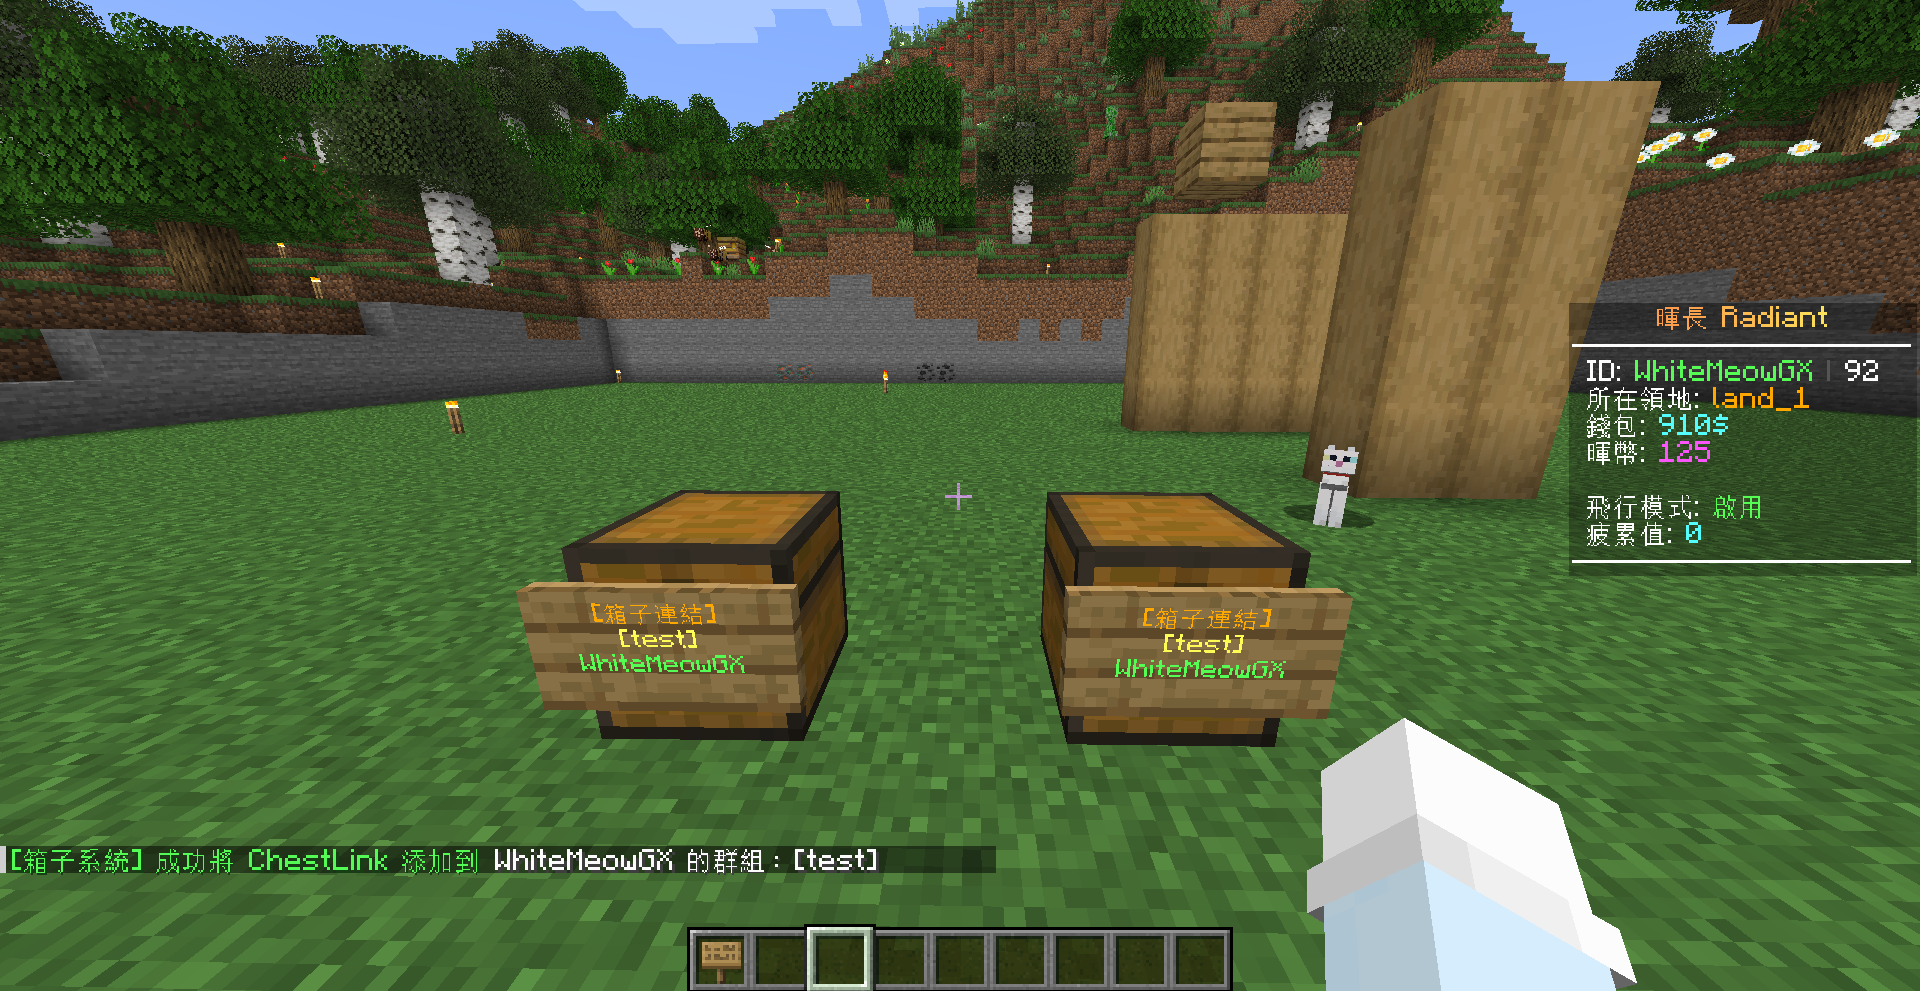 暉長 Radiant
ID: WhiteMeowGX | 92
所在領地: land_1
錢包: 910$
暉幣: 125
飛行模式: 啟用
疲累值: 0
[箱子連結]
[test]
WhiteMeowGX
[箱子連結]
[test]
WhiteMeowGX
[箱子系統] 成功將 ChestLink 添加到 WhiteMeowGX 的群組：[test]